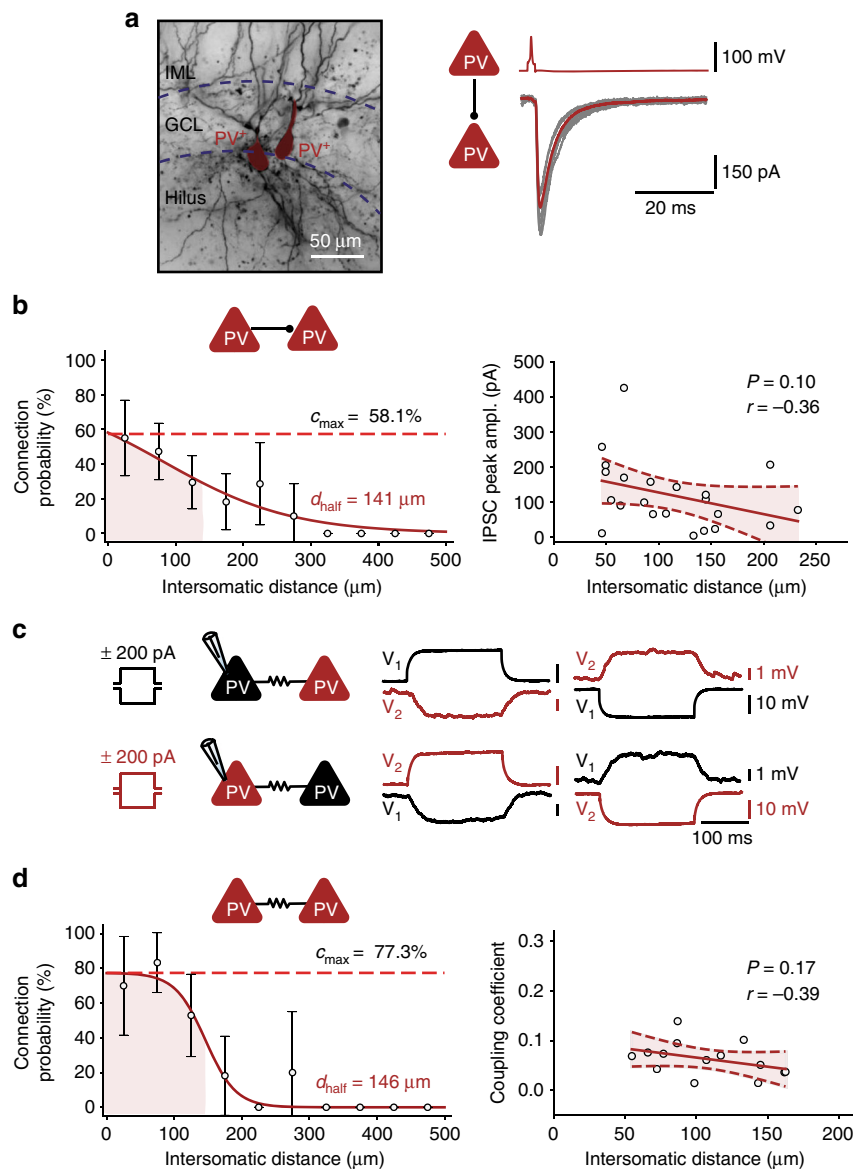 a
IML
GCL
PV+
PV+
Hilus
50 μm
PV
PV
100 mV
150 pA
20 ms
b
PV
PV
Connection probability (%)
100
80
60
40
20
0
cmax = 58.1%
dhalf = 141 μm
0
100
200
300
400
500
Intersomatic distance (μm)
IPSC peak ampl. (pA)
500
400
300
200
100
0
P = 0.10
r = –0.36
0
50
100
150
200
250
Intersomatic distance (μm)
c
± 200 pA
PV
PV
V1
V2
V2
V1
1 mV
10 mV
± 200 pA
PV
PV
V2
V1
V1
V2
1 mV
10 mV
100 ms
d
PV
PV
Connection probability (%)
100
80
60
40
20
0
cmax = 77.3%
dhalf = 146 μm
0
100
200
300
400
500
Intersomatic distance (μm)
Coupling coefficient
0.3
0.2
0.1
0.0
P = 0.17
r = –0.39
0
50
100
150
200
Intersomatic distance (μm)